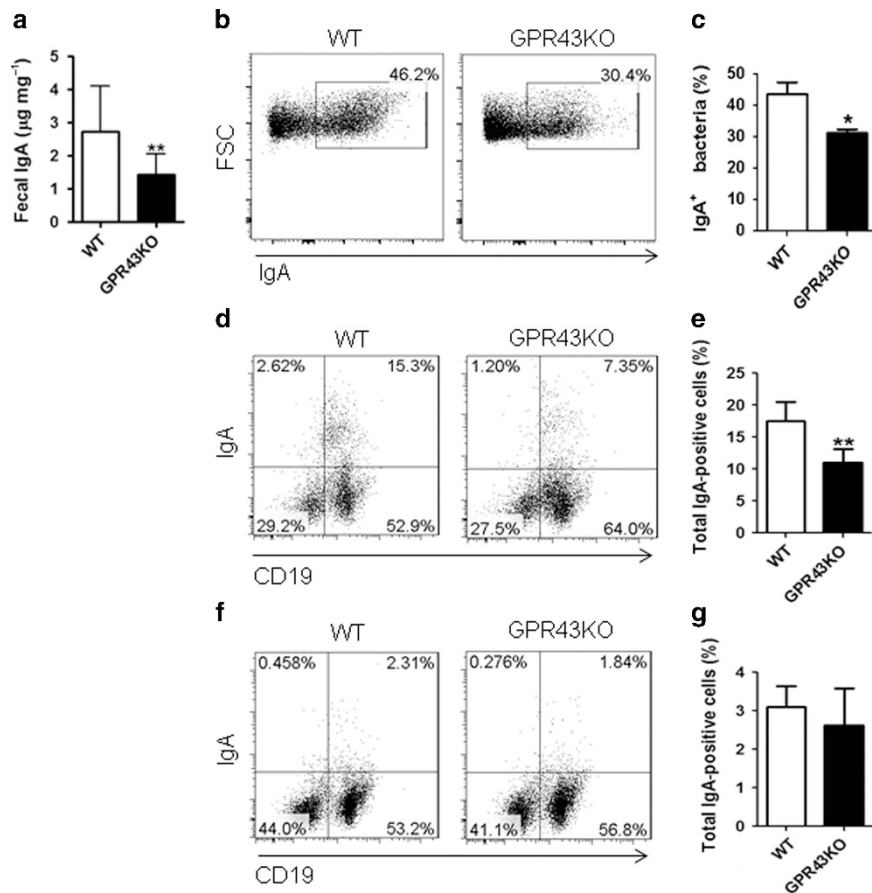 a
Fecal IgA (μg mg⁻¹)
5
4
3
2
1
0
**
WT
GPR43KO
b
WT
GPR43KO
46.2%
30.4%
FSC
IgA
c
IgA⁺ bacteria (%)
50
40
30
20
10
0
*
WT
GPR43KO
d
WT
GPR43KO
2.62%
15.3%
1.20%
7.35%
IgA
29.2%
52.9%
27.5%
64.0%
CD19
e
Total IgA-positive cells (%)
25
20
15
10
5
0
**
WT
GPR43KO
f
WT
GPR43KO
0.458%
2.31%
0.276%
1.84%
IgA
44.0%
53.2%
41.1%
56.8%
CD19
g
Total IgA-positive cells (%)
4
3
2
1
0
WT
GPR43KO